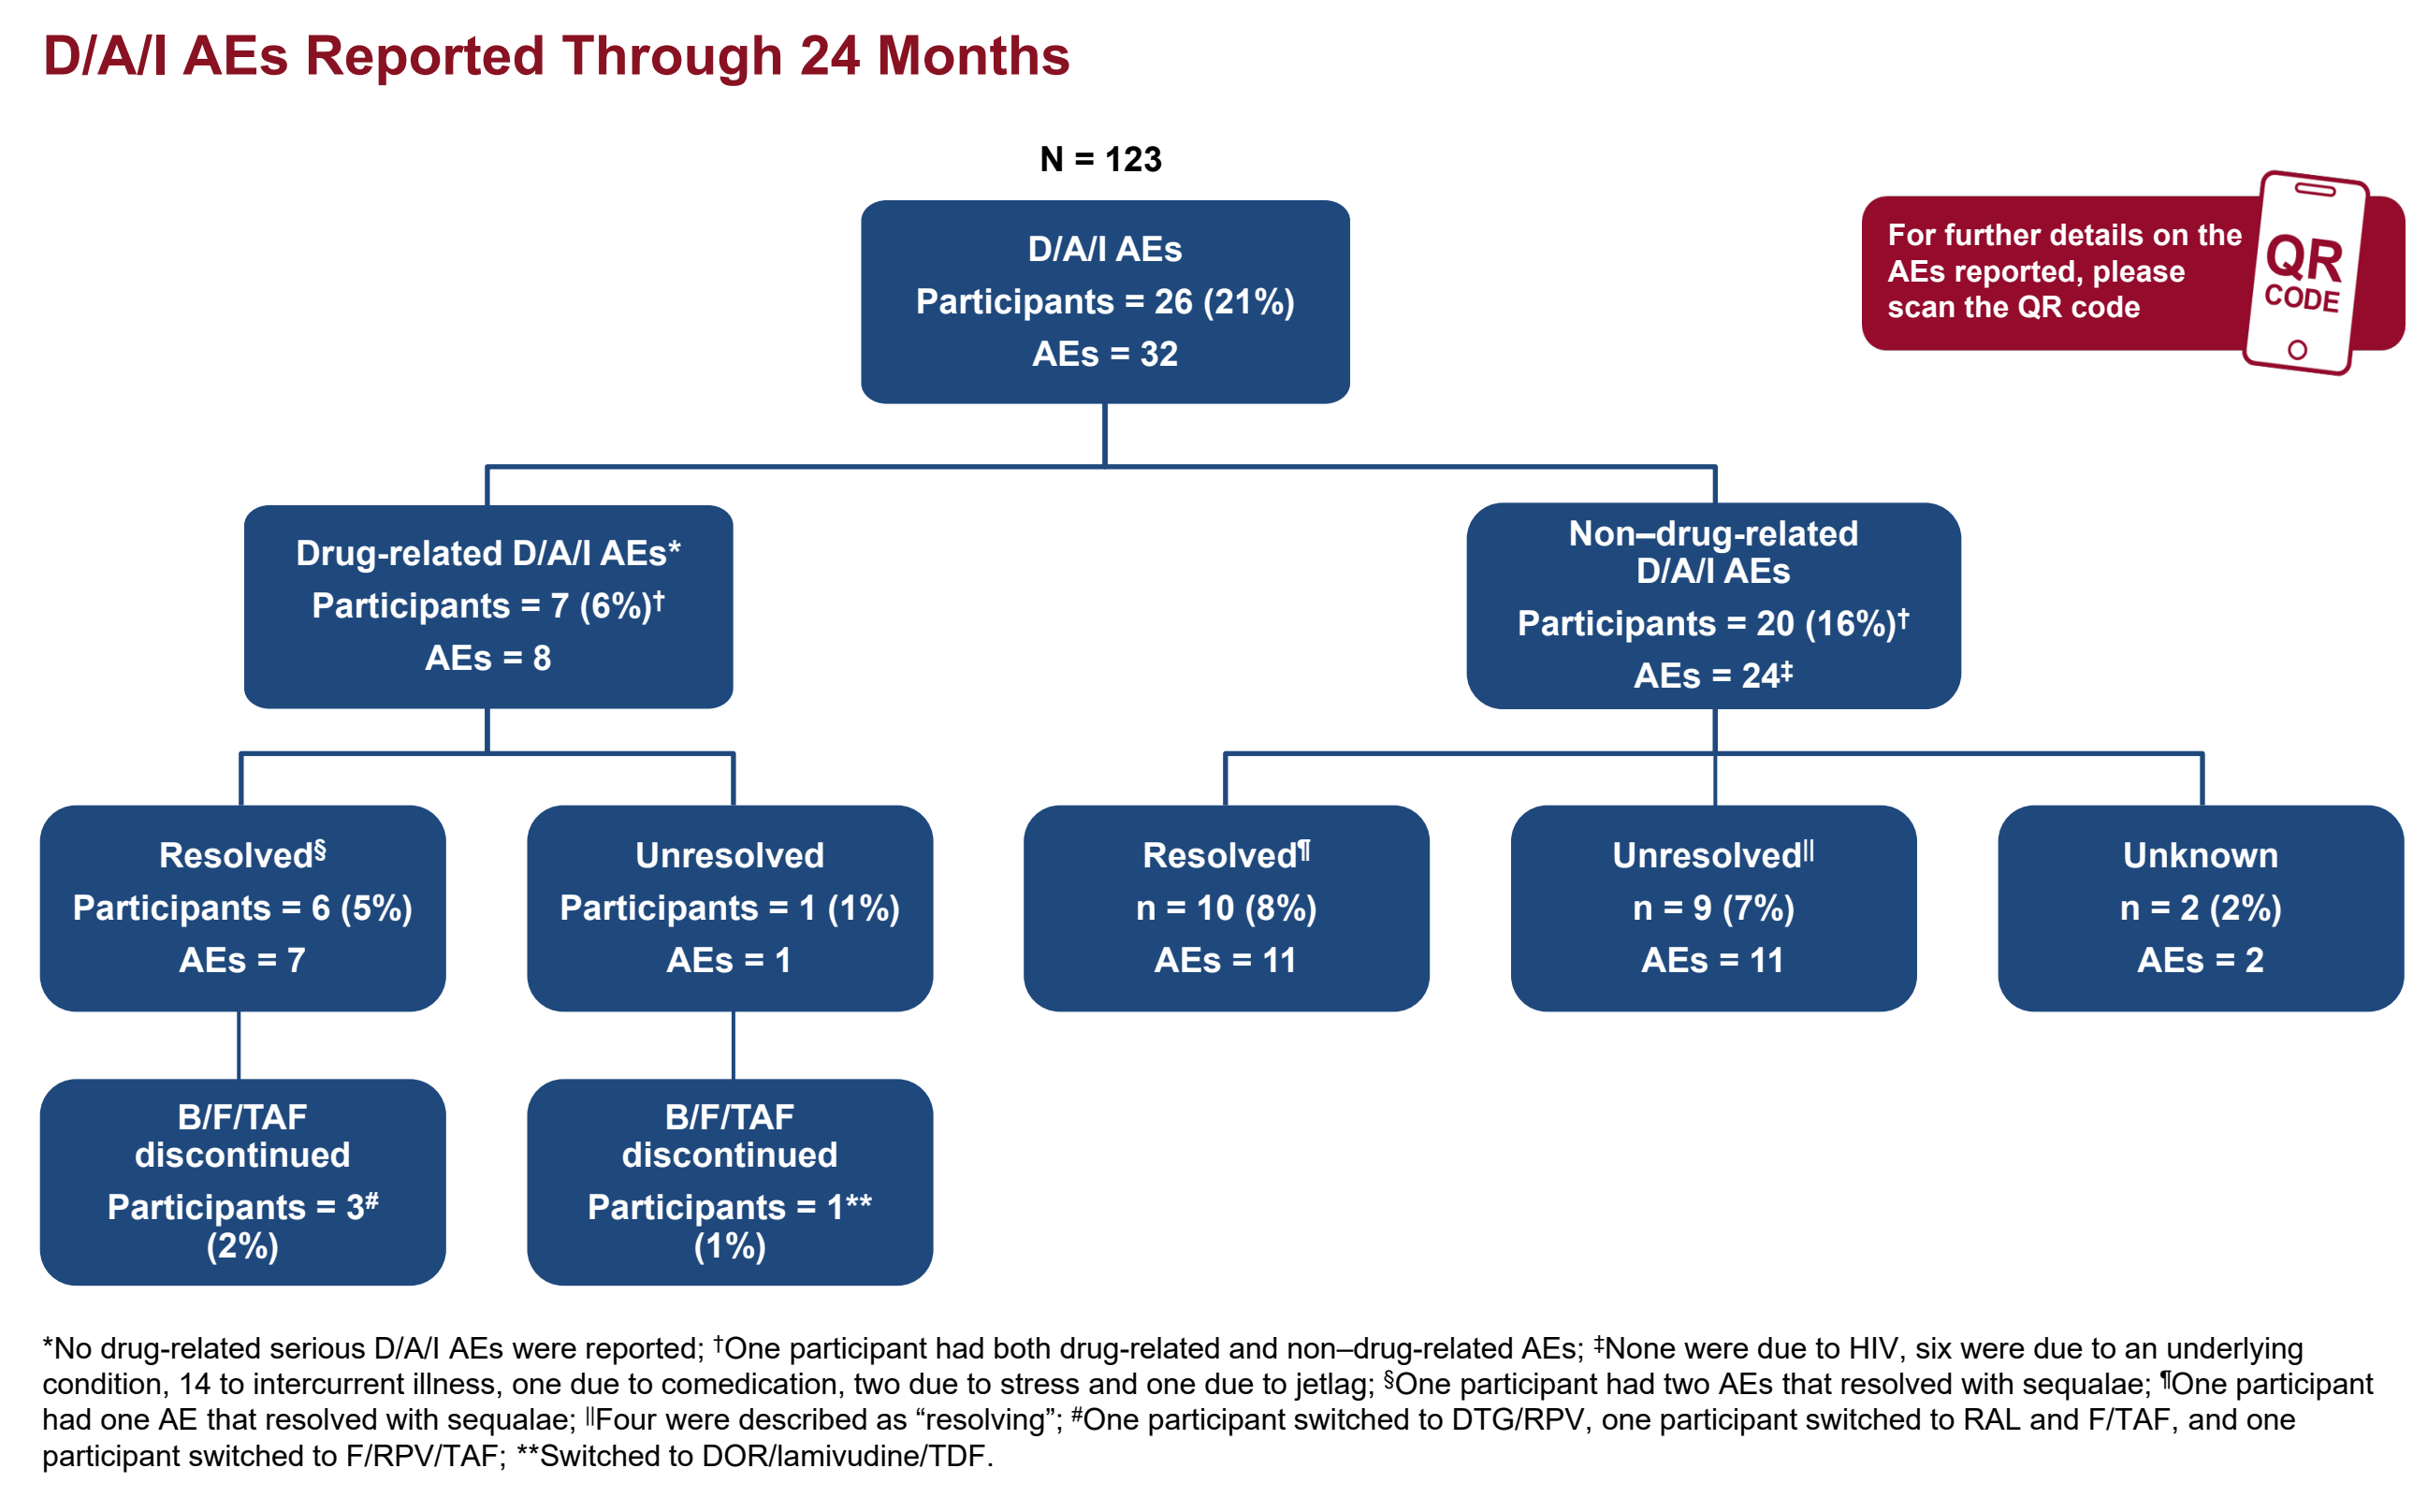 D/A/I AEs Reported Through 24 Months
N = 123
D/A/I AEs
Participants = 26 (21%)
AEs = 32
For further details on the
AEs reported, please
scan the QR code
QR
CODE
Drug-related D/A/I AEs*
Participants = 7 (6%)†
AEs = 8
Non–drug-related
D/A/I AEs
Participants = 20 (16%)†
AEs = 24‡
Resolved§
Participants = 6 (5%)
AEs = 7
Unresolved
Participants = 1 (1%)
AEs = 1
Resolved¶
n = 10 (8%)
AEs = 11
Unresolved||
n = 9 (7%)
AEs = 11
Unknown
n = 2 (2%)
AEs = 2
B/F/TAF
discontinued
Participants = 3#
(2%)
B/F/TAF
discontinued
Participants = 1**
(1%)
*No drug-related serious D/A/I AEs were reported; †One participant had both drug-related and non–drug-related AEs; ‡None were due to HIV, six were due to an underlying
condition, 14 to intercurrent illness, one due to comedication, two due to stress and one due to jetlag; §One participant had two AEs that resolved with sequalae; ¶One participant
had one AE that resolved with sequalae; ||Four were described as “resolving”; #One participant switched to DTG/RPV, one participant switched to RAL and F/TAF, and one
participant switched to F/RPV/TAF; **Switched to DOR/lamivudine/TDF.